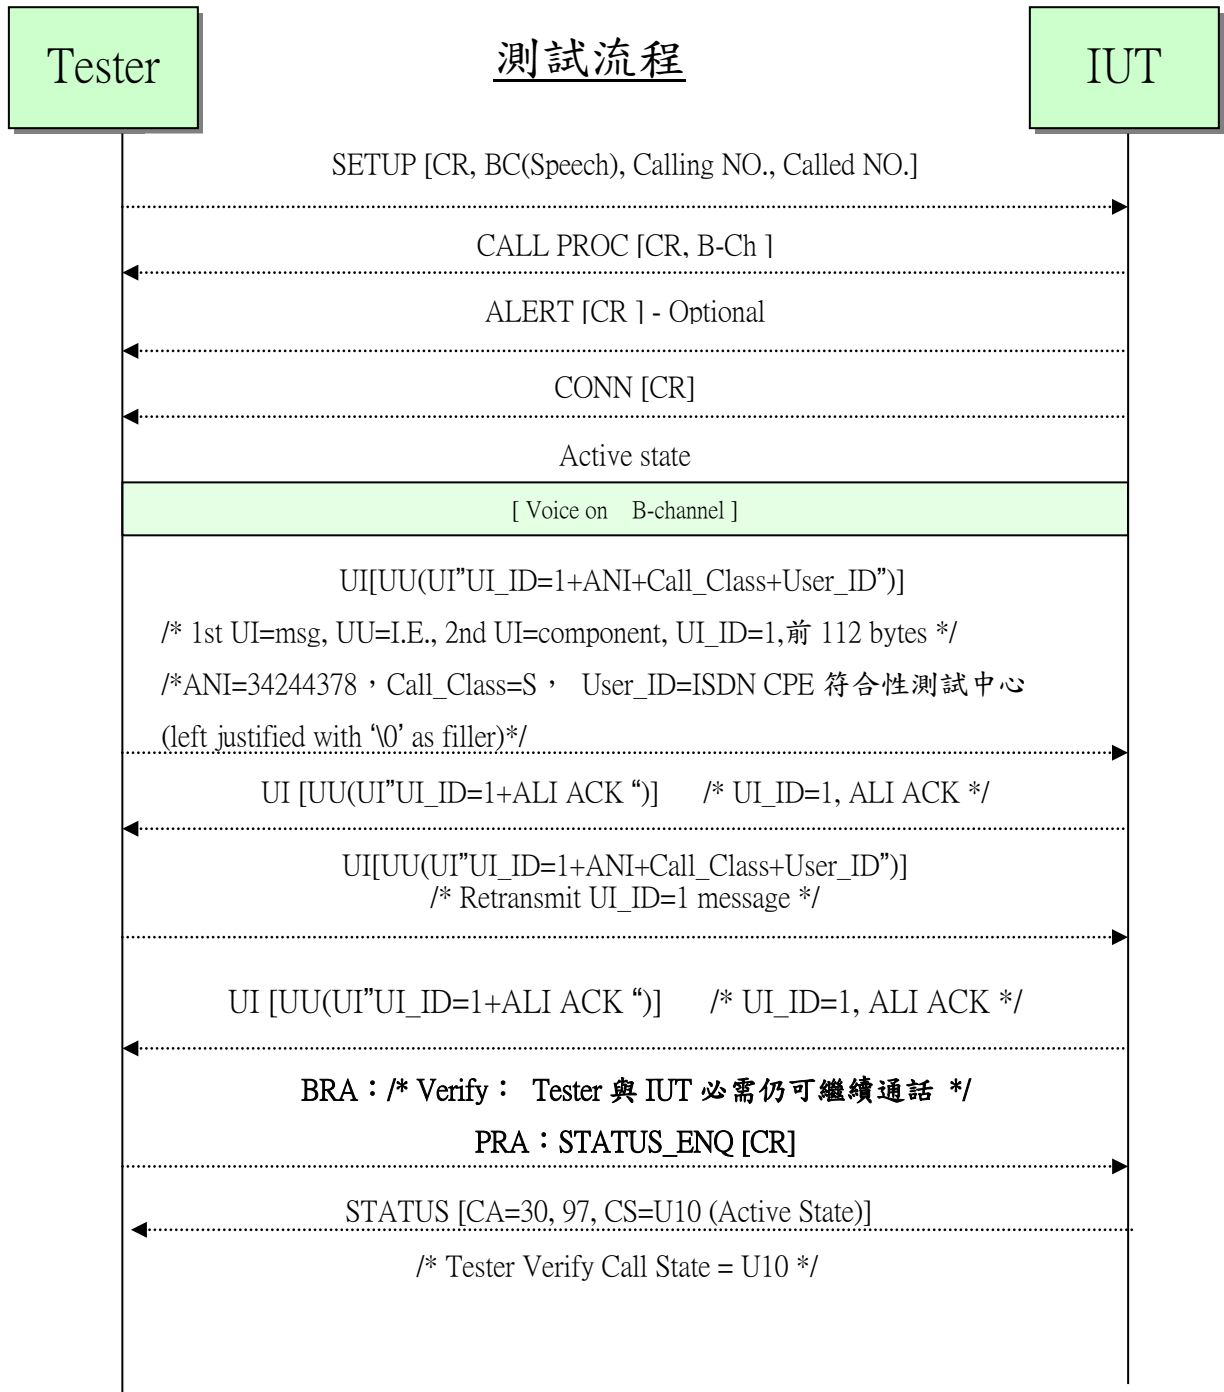 Tester
測試流程
IUT
SETUP [CR, BC(Speech), Calling NO., Called NO.]
CALL PROC [CR, B-Ch ]
ALERT [CR ] - Optional
CONN [CR]
Active state
[ Voice on B-channel ]
UI[UU(UI”UI_ID=1+ANI+Call_Class+User_ID”)]
/* 1st UI=msg, UU=I.E., 2nd UI=component, UI_ID=1,前 112 bytes */
/*ANI=34244378，Call_Class=S， User_ID=ISDN CPE 符合性測試中心
(left justified with ‘\0’ as filler)*/
UI [UU(UI”UI_ID=1+ALI ACK “)] /* UI_ID=1, ALI ACK */
UI[UU(UI”UI_ID=1+ANI+Call_Class+User_ID”)]
/* Retransmit UI_ID=1 message */
UI [UU(UI”UI_ID=1+ALI ACK “)] /* UI_ID=1, ALI ACK */
BRA：/* Verify： Tester 與 IUT 必需仍可繼續通話 */
PRA：STATUS_ENQ [CR]
STATUS [CA=30, 97, CS=U10 (Active State)]
/* Tester Verify Call State = U10 */